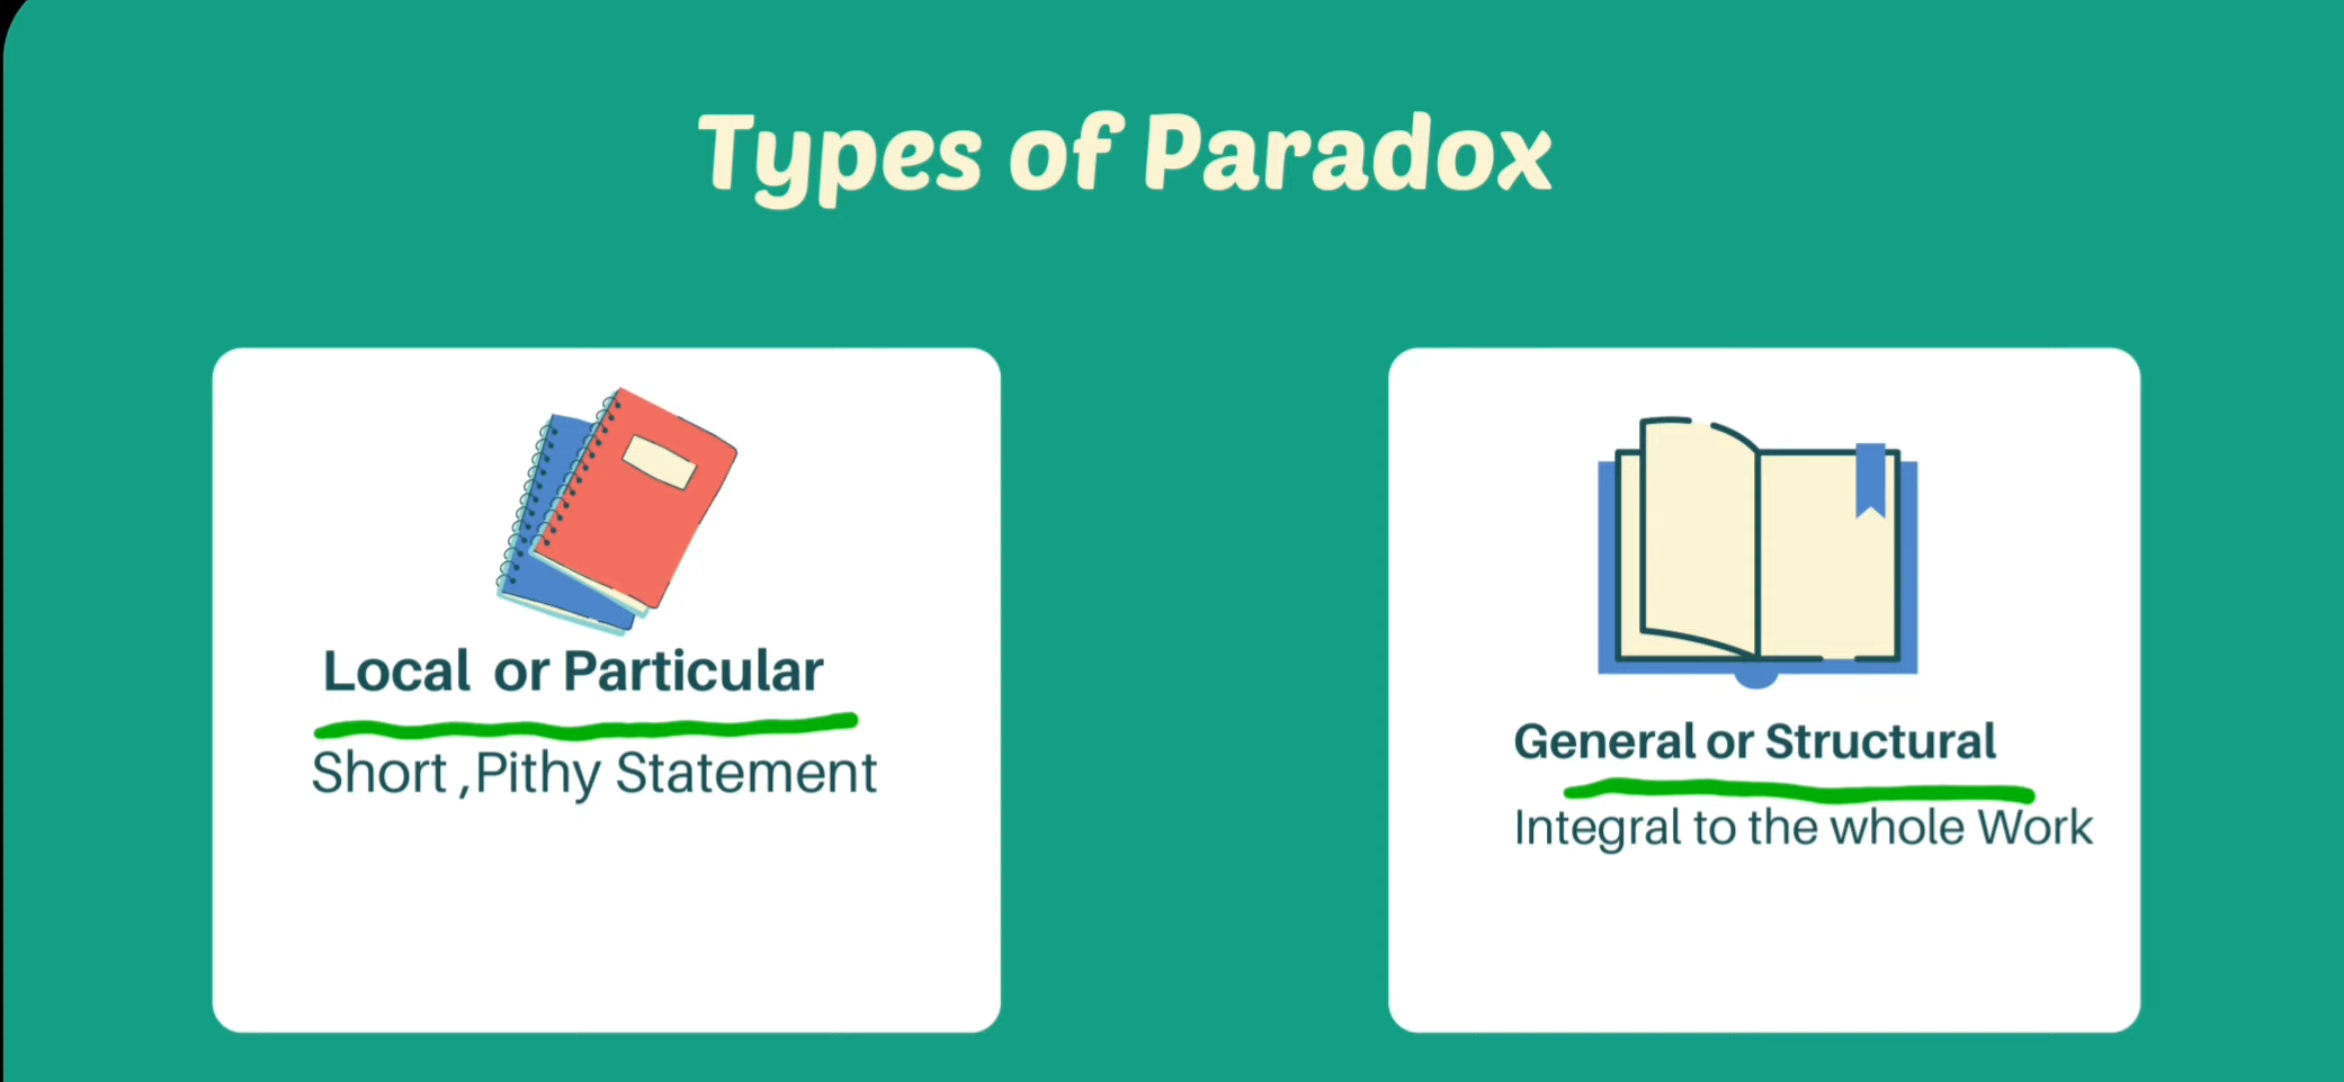 Types of Paradox
Local or Particular
Short ,Pithy Statement
General or Structural
Integral to the whole Work